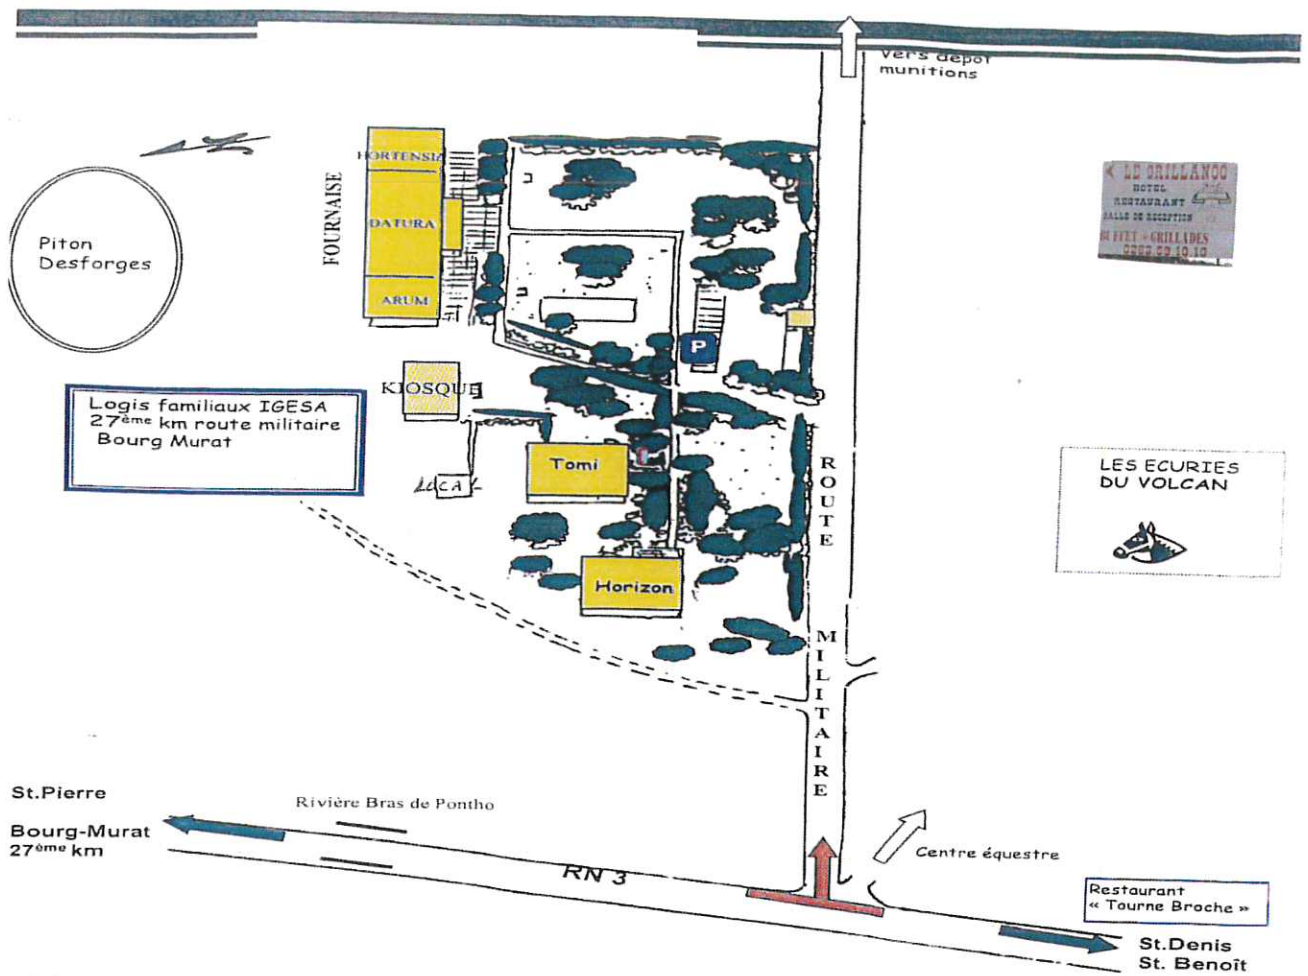 Vers dépot
munitions
HORTENSIA
DATURA
ARUM
FOURNAISE
Piton
Desforges
LE GRILLANOO
HOTEL
RESTAURANT
SALLE DE RECEPTION
BUFFET + GRILLADES
P
KIOSQUE
Logis familiaux IGESA
27ème km route militaire
Bourg Murat
LOCAL
Tomi
Horizon
ROUTE MILITAIRE
LES ECURIES
DU VOLCAN
St.Pierre
Bourg-Murat
27ème km
Rivière Bras de Pontho
RN 3
Centre équestre
Restaurant
« Tourne Broche »
St.Denis
St. Benoît